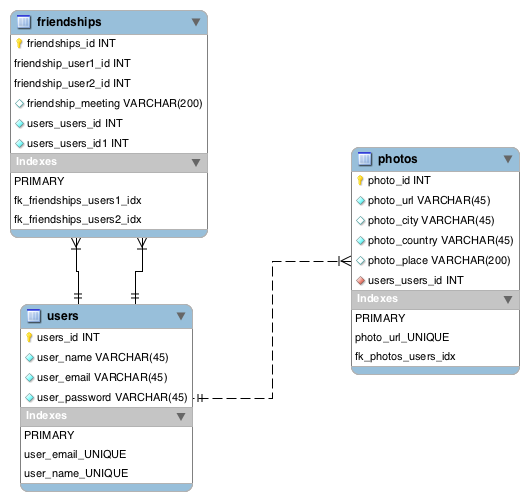 friendships
friendships_id INT
friendship_user1_id INT
friendship_user2_id INT
friendship_meeting VARCHAR(200)
users_users_id INT
users_users_id1 INT
Indexes
PRIMARY
fk_friendships_users1_idx
fk_friendships_users2_idx
photos
photo_id INT
photo_url VARCHAR(45)
photo_city VARCHAR(45)
photo_country VARCHAR(45)
photo_place VARCHAR(200)
users_users_id INT
Indexes
PRIMARY
photo_url_UNIQUE
fk_photos_users_idx
users
users_id INT
user_name VARCHAR(45)
user_email VARCHAR(45)
user_password VARCHAR(45)
Indexes
PRIMARY
user_email_UNIQUE
user_name_UNIQUE